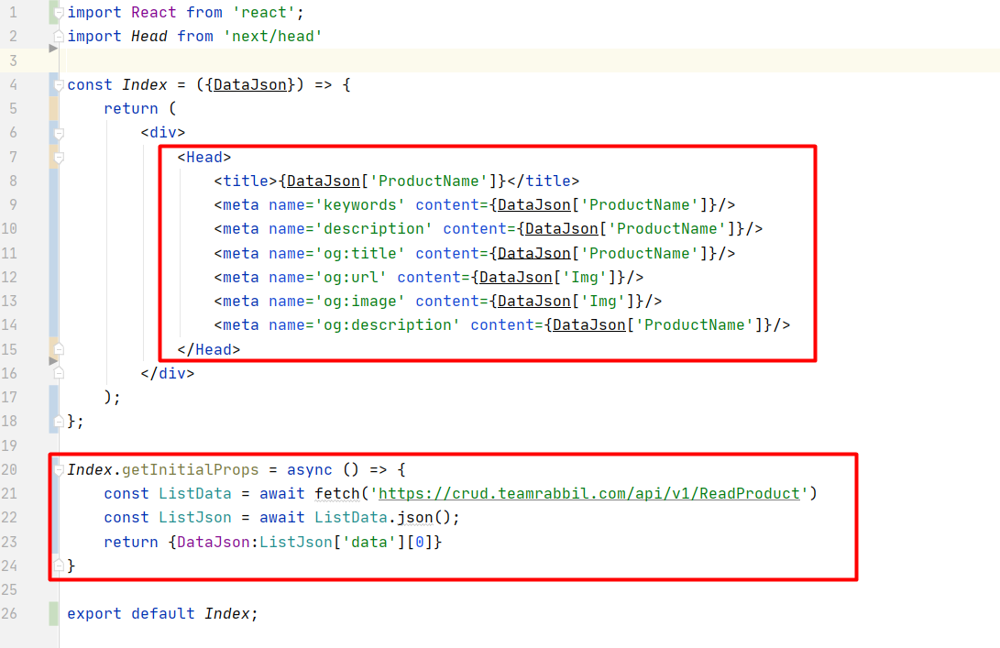 1 import React from 'react';
2 import Head from 'next/head'
3
4 const Index = ({DataJson}) => {
5     return (
6         <div>
7             <Head>
8                 <title>{DataJson['ProductName']}</title>
9                 <meta name='keywords' content={DataJson['ProductName']}/>
10                 <meta name='description' content={DataJson['ProductName']}/>
11                 <meta name='og:title' content={DataJson['ProductName']}/>
12                 <meta name='og:url' content={DataJson['Img']}/>
13                 <meta name='og:image' content={DataJson['Img']}/>
14                 <meta name='og:description' content={DataJson['ProductName']}/>
15             </Head>
16         </div>
17     );
18 };
19
20 Index.getInitialProps = async () => {
21     const ListData = await fetch('https://crud.teamrabbil.com/api/v1/ReadProduct')
22     const ListJson = await ListData.json();
23     return {DataJson:ListJson['data'][0]}
24 }
25
26 export default Index;